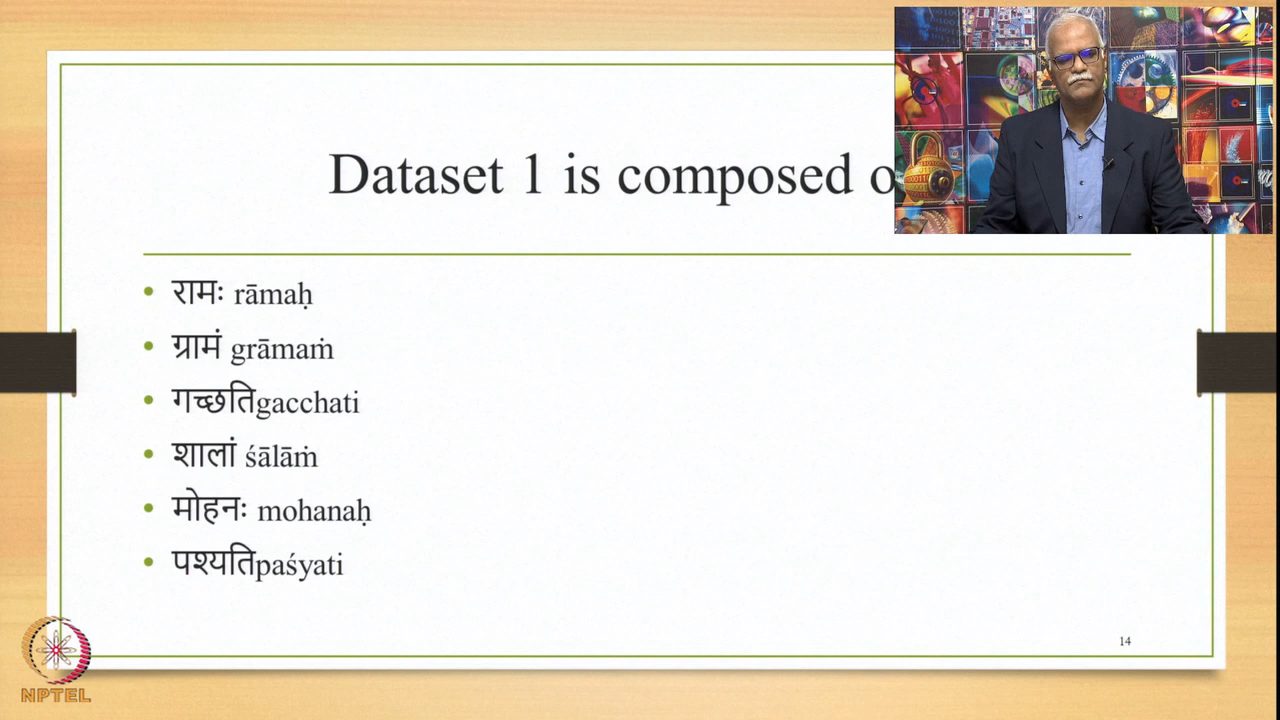 Dataset 1 is composed
• रामः rāmaḥ
• ग्रामं grāmaṁ
• गच्छतिgacchati
• शालां śālāṁ
• मोहनः mohanaḥ
• पश्यतिpaśyati
14
NPTEL